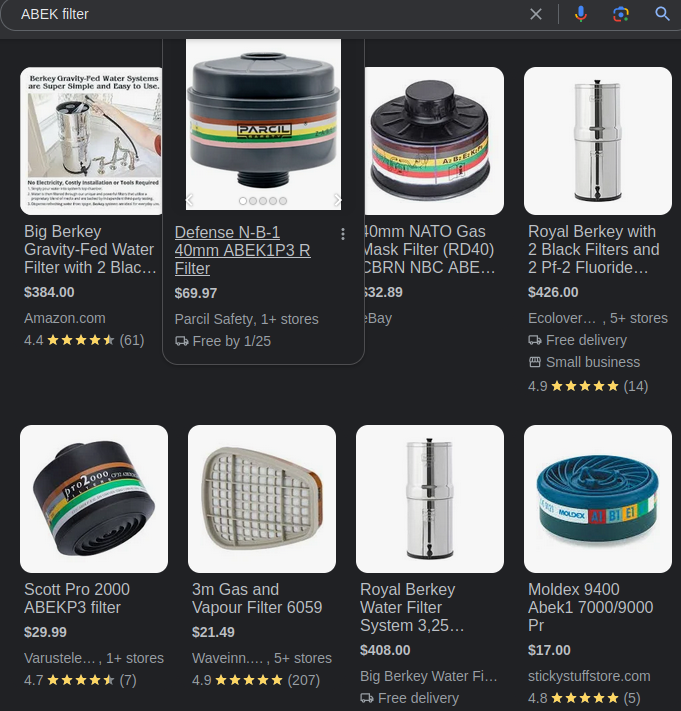 ABEK filter
Berkey Gravity-Fed Water Systems
are Super Simple and Easy to Use.
No Electricity, Costly Installation or Tools Required
PARCIL
A2 B2 E2 K2
Big Berkey
Gravity-Fed Water
Filter with 2 Blac…
$384.00
Amazon.com
4.4 (61)
Defense N-B-1
40mm ABEK1P3 R
Filter
$69.97
Parcil Safety, 1+ stores
Free by 1/25
40mm NATO Gas
Mask Filter (RD40)
CBRN NBC ABE…
$32.89
eBay
Royal Berkey with
2 Black Filters and
2 Pf-2 Fluoride…
$426.00
Ecolover… , 5+ stores
Free delivery
Small business
4.9 (14)
pro2000
FILTERS
MOLDEX A1 B1 E1
Scott Pro 2000
ABEKP3 filter
$29.99
Varustele… , 1+ stores
4.7 (7)
3m Gas and
Vapour Filter 6059
$21.49
Waveinn.… , 5+ stores
4.9 (207)
Royal Berkey
Water Filter
System 3,25…
$408.00
Big Berkey Water Fi…
Free delivery
Moldex 9400
Abek1 7000/9000
Pr
$17.00
stickystuffstore.com
4.8 (5)